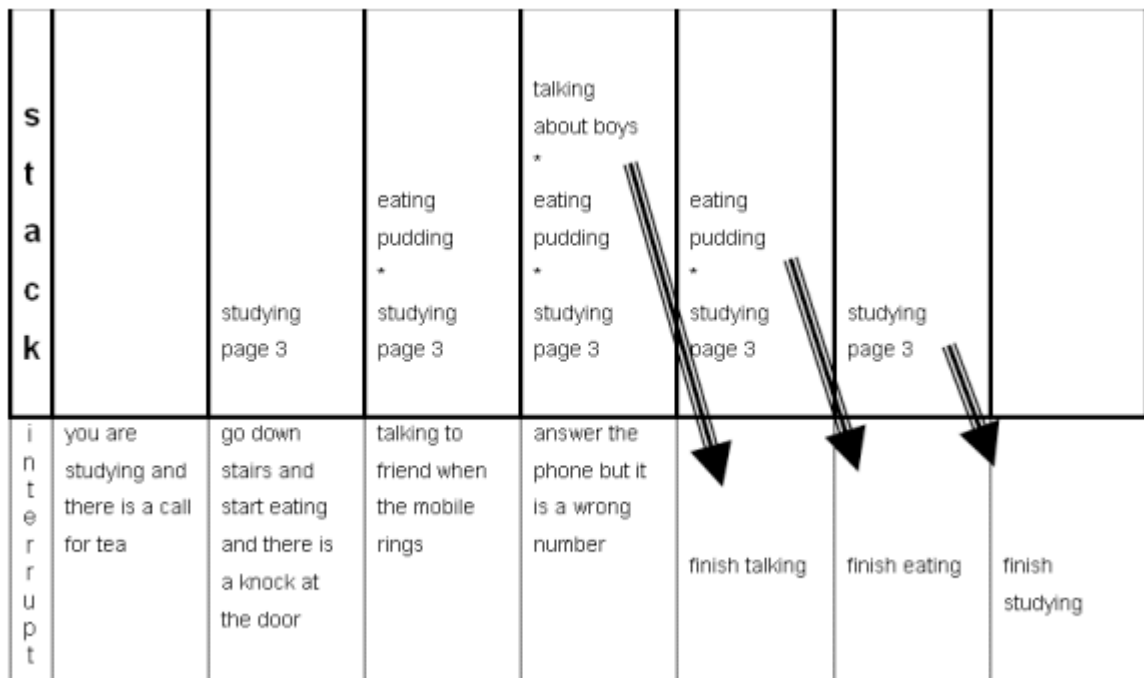 s
t
a
c
k
studying
page 3
eating
pudding
*
studying
page 3
talking
about boys
*
eating
pudding
*
studying
page 3
eating
pudding
*
studying
page 3
studying
page 3
i
n
t
e
r
r
u
p
t
you are
studying and
there is a call
for tea
go down
stairs and
start eating
and there is
a knock at
the door
talking to
friend when
the mobile
rings
answer the
phone but it
is a wrong
number
finish talking
finish eating
finish
studying